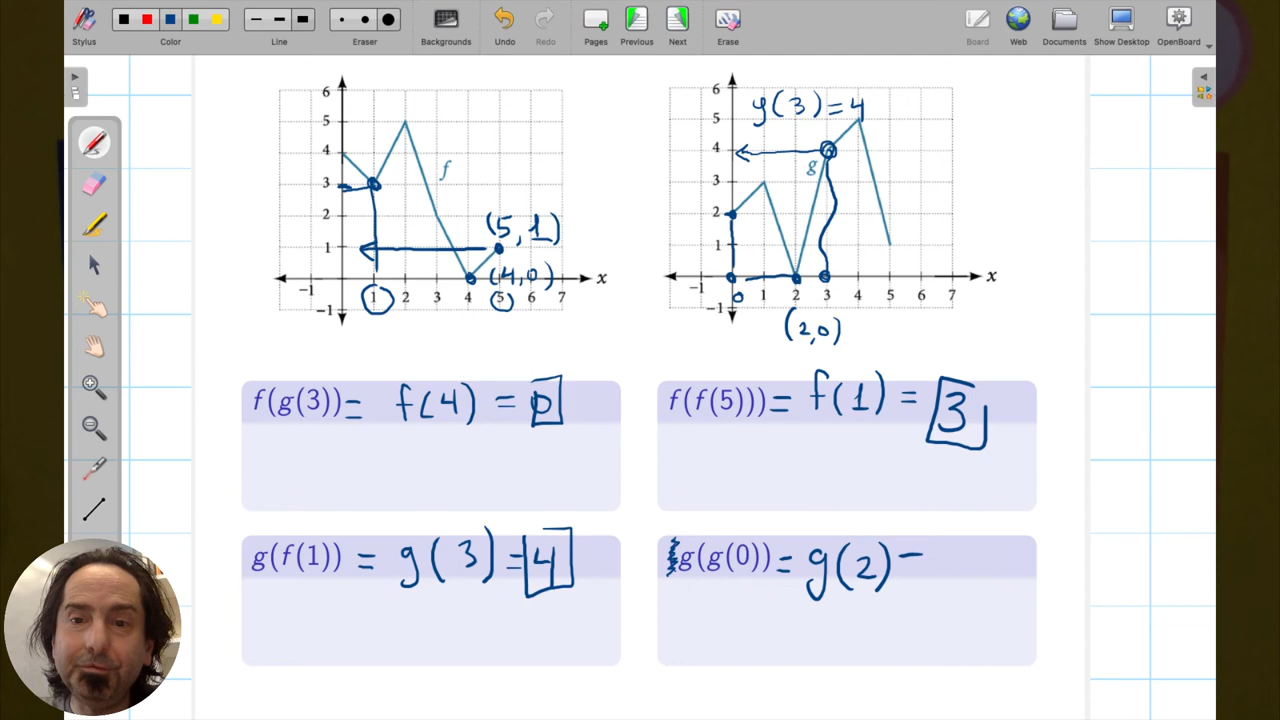 Stylus Color Line Eraser Backgrounds Undo Redo Pages Previous Next Erase Board Web Documents Show Desktop OpenBoard
6
5
4
3
2
1
-1
-1 1 2 3 4 5 6 7 x
f
(5, 1)
(4,0)
6
5
4
3
2
1
-1
-1 0 1 2 3 4 5 6 7 x
g(3)=4
g
(2,0)
f(g(3)) = f(4) = 0
f(f(5))) = f(1) = 3
g(f(1)) = g(3) = 4
g(g(0)) = g(2) −